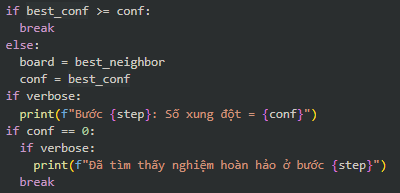 if best_conf >= conf:
  break
else:
  board = best_neighbor
  conf = best_conf
if verbose:
  print(f"Bước {step}: Số xung đột = {conf}")
if conf == 0:
  if verbose:
    print(f"Đã tìm thấy nghiệm hoàn hảo ở bước {step}")
  break